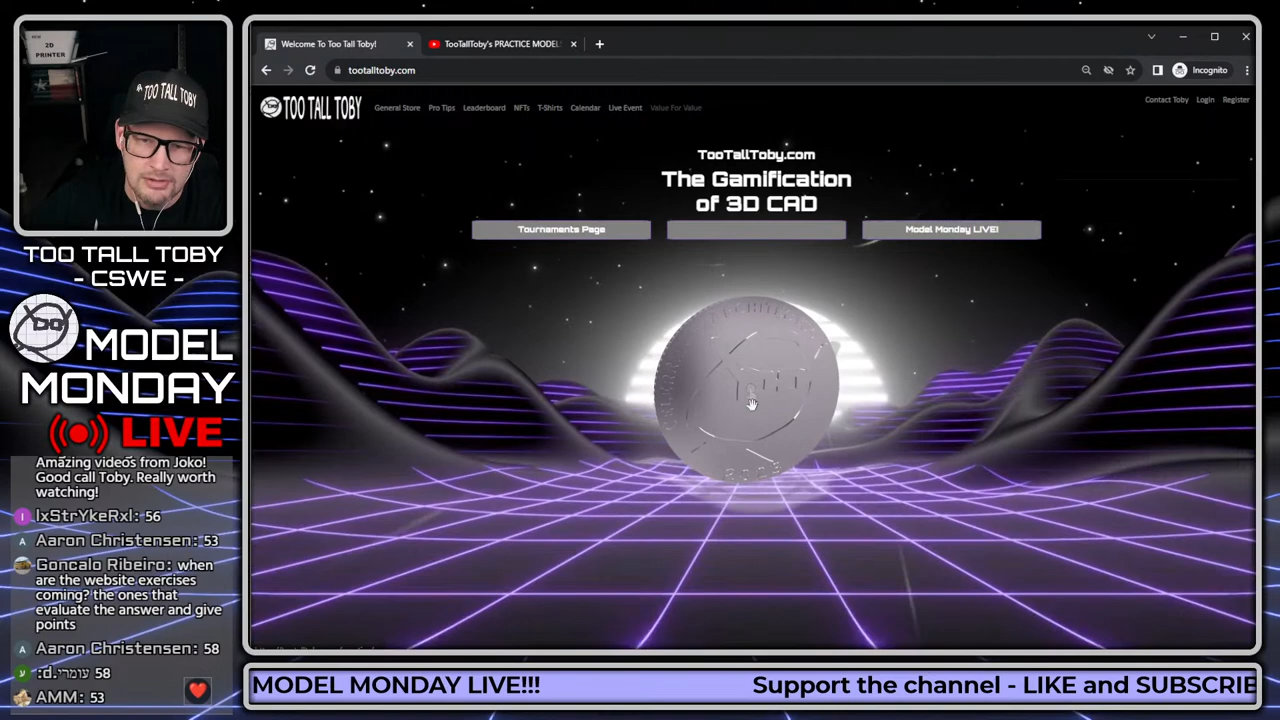 NEW
2D
PRINTER
TOO TALL TOBY
TOO TALL TOBY
- CSWE -
MODEL
MONDAY
LIVE
Amazing videos from Joko!
Good call Toby. Really worth
watching!
IxStrYkeRxI: 56
Aaron Christensen: 53
Goncalo Ribeiro: when
are the website exercises
coming? the ones that
evaluate the answer and give
points
Aaron Christensen: 58
:d.עומרי 58
AMM: 53
Welcome To Too Tall Toby!
TooTallToby's PRACTICE MODEL
tootalltoby.com
Incognito
TOO TALL TOBY
General Store
Pro Tips
Leaderboard
NFTs
T-Shirts
Calendar
Live Event
Value For Value
Contact Toby
Login
Register
TooTallToby.com
The Gamification
of 3D CAD
Tournaments Page
Model Monday LIVE!
MODEL MONDAY LIVE!!! Support the channel - LIKE and SUBSCRIBE